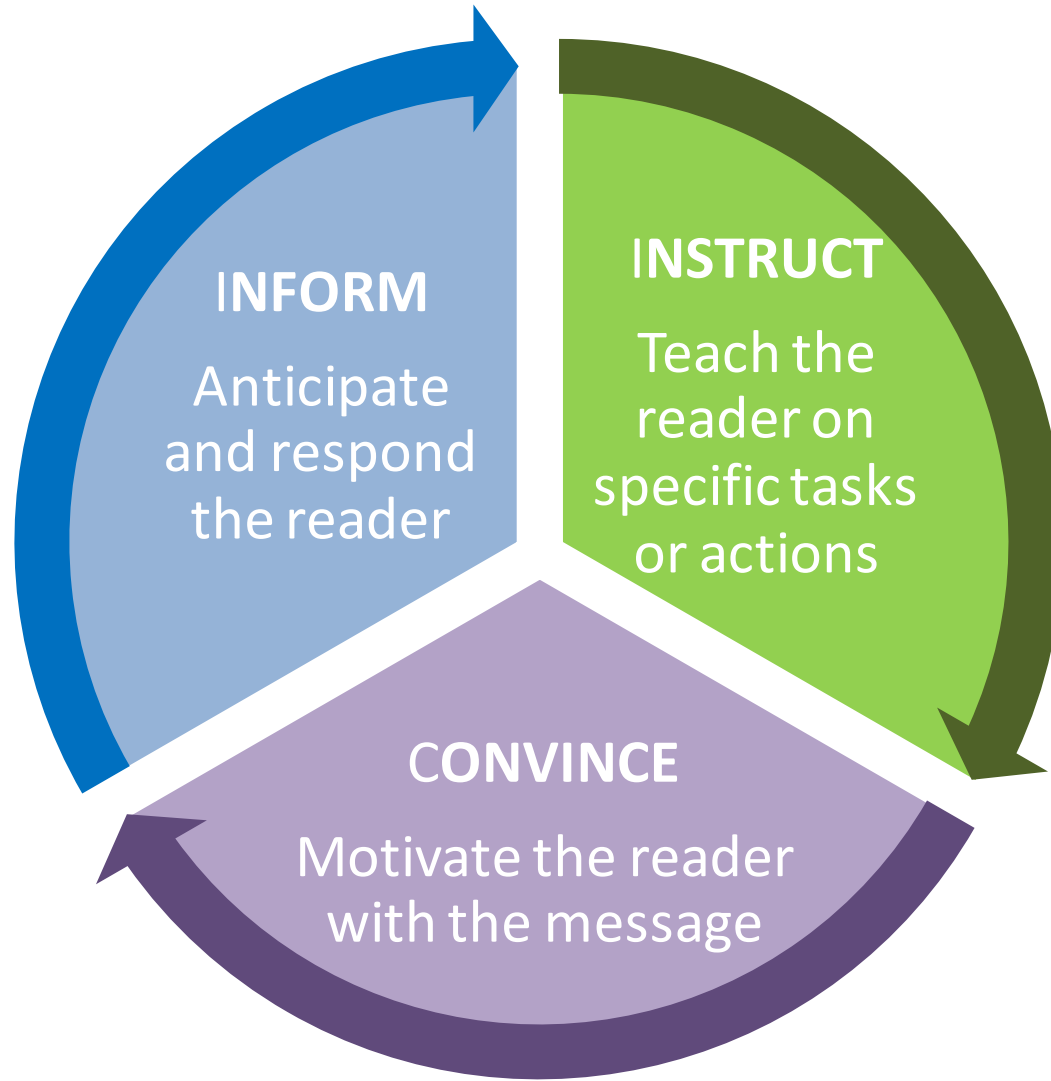 INFORM
Anticipate
and respond
the reader
INSTRUCT
Teach the
reader on
specific tasks
or actions
CONVINCE
Motivate the reader
with the message